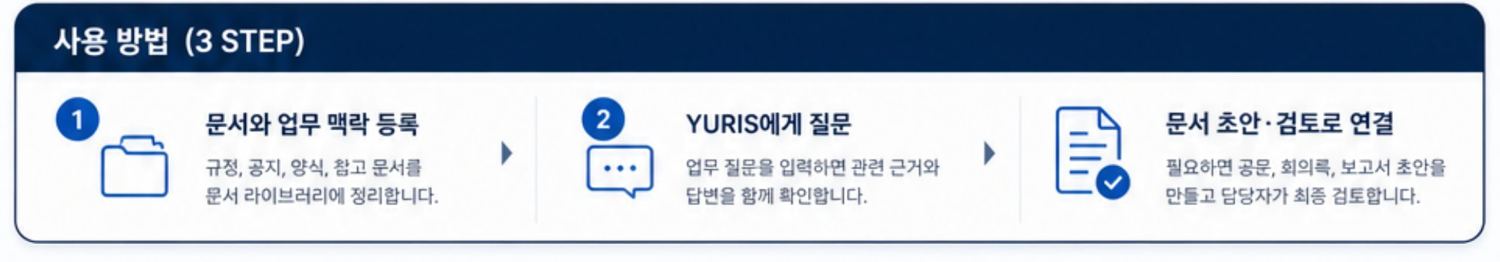 사용 방법 (3 STEP)
1
문서와 업무 맥락 등록
규정, 공지, 양식, 참고 문서를
문서 라이브러리에 정리합니다.
2
YURIS에게 질문
업무 질문을 입력하면 관련 근거와
답변을 함께 확인합니다.
문서 초안·검토로 연결
필요하면 공문, 회의록, 보고서 초안을
만들고 담당자가 최종 검토합니다.